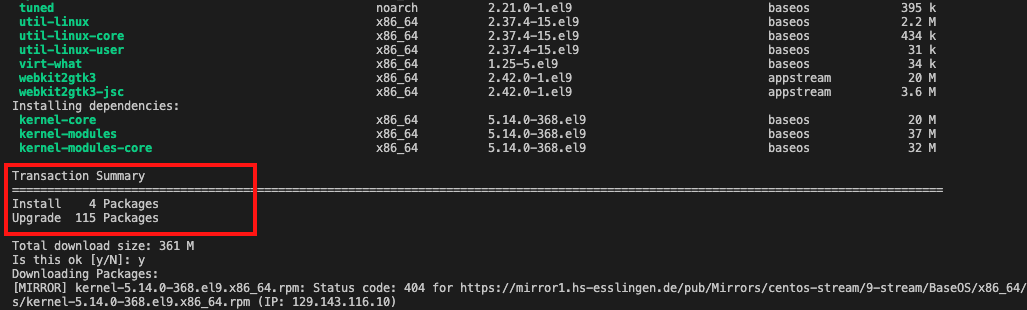 tuned noarch 2.21.0-1.el9 baseos 395 k
util-linux x86_64 2.37.4-15.el9 baseos 2.2 M
util-linux-core x86_64 2.37.4-15.el9 baseos 434 k
util-linux-user x86_64 2.37.4-15.el9 baseos 31 k
virt-what x86_64 1.25-5.el9 baseos 34 k
webkit2gtk3 x86_64 2.42.0-1.el9 appstream 20 M
webkit2gtk3-jsc x86_64 2.42.0-1.el9 appstream 3.6 M
Installing dependencies:
kernel-core x86_64 5.14.0-368.el9 baseos 20 M
kernel-modules x86_64 5.14.0-368.el9 baseos 37 M
kernel-modules-core x86_64 5.14.0-368.el9 baseos 32 M
Transaction Summary
================================================================================
Install 4 Packages
Upgrade 115 Packages
Total download size: 361 M
Is this ok [y/N]: y
Downloading Packages:
[MIRROR] kernel-5.14.0-368.el9.x86_64.rpm: Status code: 404 for https://mirror1.hs-esslingen.de/pub/Mirrors/centos-stream/9-stream/BaseOS/x86_64/
s/kernel-5.14.0-368.el9.x86_64.rpm (IP: 129.143.116.10)